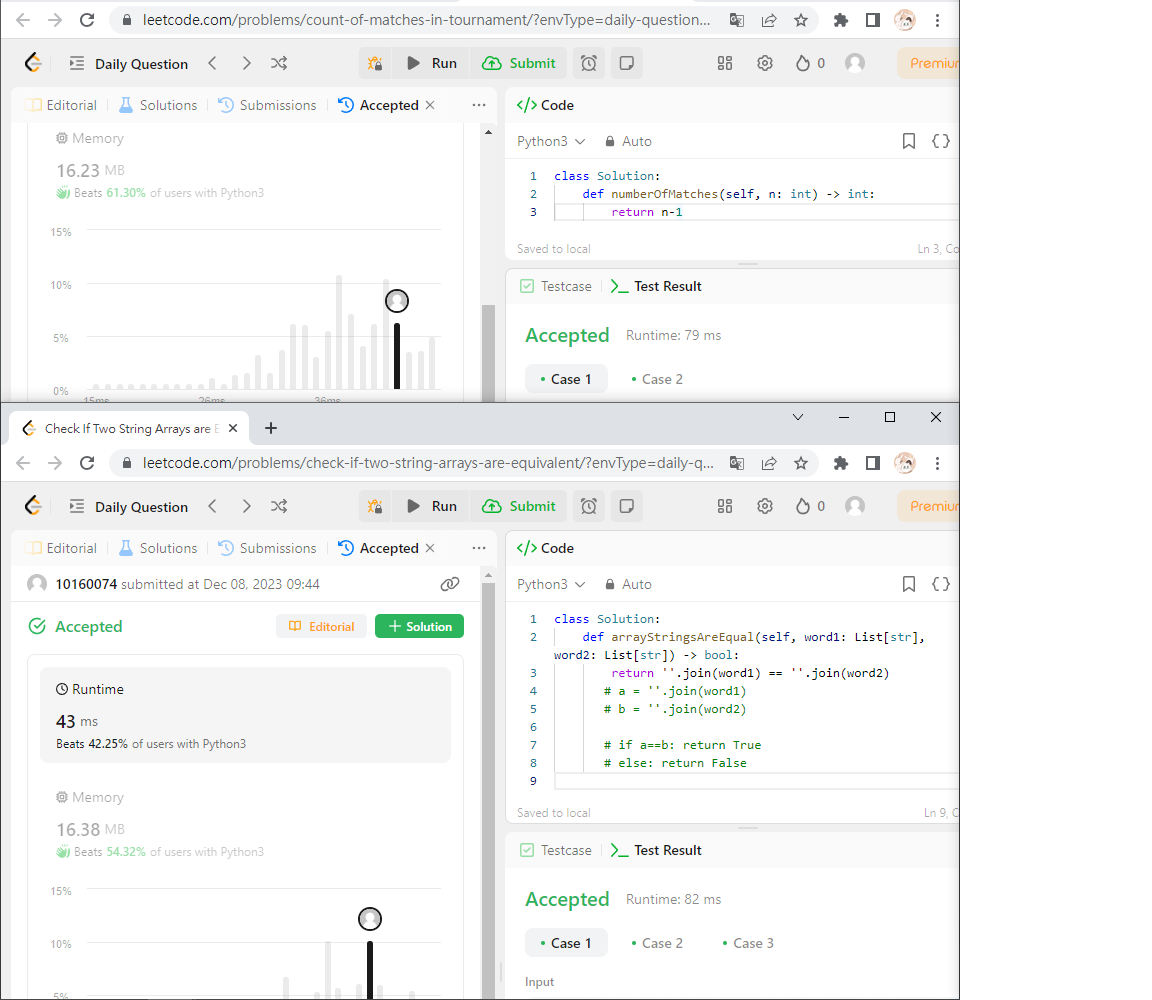 leetcode.com/problems/count-of-matches-in-tournament/?envType=daily-question...
Daily Question
Run
Submit
0
Premium
Editorial
Solutions
Submissions
Accepted
Code
Memory
16.23 MB
Beats 61.30% of users with Python3
15%
10%
5%
0%
15ms
26ms
36ms
Python3
Auto
1 class Solution:
2 def numberOfMatches(self, n: int) -> int:
3 return n-1
Saved to local
Ln 3, Co
Testcase
Test Result
Accepted Runtime: 79 ms
Case 1
Case 2
Check If Two String Arrays are E
leetcode.com/problems/check-if-two-string-arrays-are-equivalent/?envType=daily-q...
Daily Question
Run
Submit
0
Premium
Editorial
Solutions
Submissions
Accepted
Code
10160074 submitted at Dec 08, 2023 09:44
Accepted
Editorial
Solution
Runtime
43 ms
Beats 42.25% of users with Python3
Memory
16.38 MB
Beats 54.32% of users with Python3
15%
10%
5%
Python3
Auto
1 class Solution:
2 def arrayStringsAreEqual(self, word1: List[str],
word2: List[str]) -> bool:
3 return ''.join(word1) == ''.join(word2)
4 # a = ''.join(word1)
5 # b = ''.join(word2)
6
7 # if a==b: return True
8 # else: return False
9
Saved to local
Ln 9, C
Testcase
Test Result
Accepted Runtime: 82 ms
Case 1
Case 2
Case 3
Input